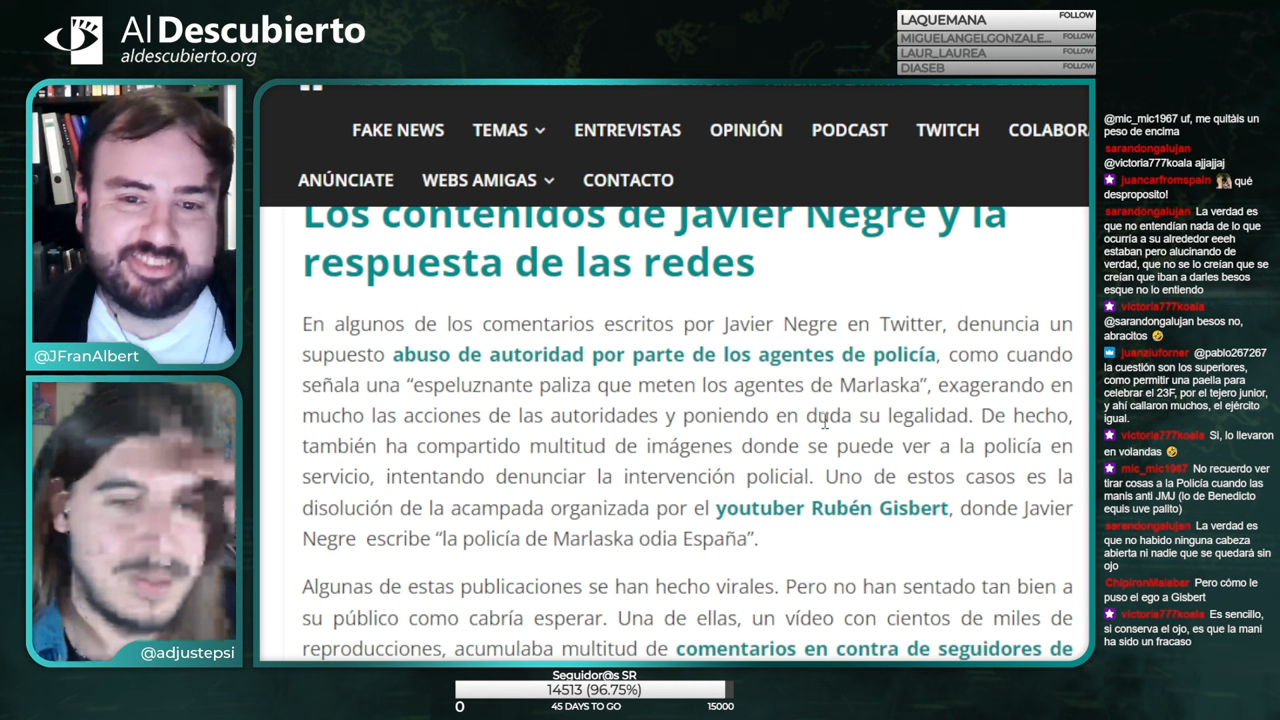 Al Descubierto
aldescubierto.org
LAQUEMANA FOLLOW
MIGUELANGELGONZALE... FOLLOW
LAUR_LAUREA FOLLOW
DIASEB FOLLOW
@JFranAlbert
@adjustepsi
FAKE NEWS TEMAS ENTREVISTAS OPINIÓN PODCAST TWITCH COLABORA
ANÚNCIATE WEBS AMIGAS CONTACTO
Los contenidos de Javier Negre y la
respuesta de las redes
En algunos de los comentarios escritos por Javier Negre en Twitter, denuncia un
supuesto abuso de autoridad por parte de los agentes de policía, como cuando
señala una “espeluznante paliza que meten los agentes de Marlaska”, exagerando en
mucho las acciones de las autoridades y poniendo en duda su legalidad. De hecho,
también ha compartido multitud de imágenes donde se puede ver a la policía en
servicio, intentando denunciar la intervención policial. Uno de estos casos es la
disolución de la acampada organizada por el youtuber Rubén Gisbert, donde Javier
Negre escribe “la policía de Marlaska odia España”.
Algunas de estas publicaciones se han hecho virales. Pero no han sentado tan bien a
su público como cabría esperar. Una de ellas, un vídeo con cientos de miles de
reproducciones, acumulaba multitud de comentarios en contra de seguidores de
@mic_mic1967 uf, me quitàis un
peso de encima
sarandongalujan
@victoria777koala ajjajjaj
juancarfromspain qué
desproposito!
sarandongalujan La verdad es
que no entendían nada de lo que
ocurría a su alrededor eeeh
estaban pero alucinando de
verdad, que no se lo creían que se
creían que iban a darles besos
esque no lo entiendo
victoria777koala
@sarandongalujan besos no,
abracitos
juanziuforner @pablo267267
la cuestión son los superiores,
como permitir una paella para
celebrar el 23F, por el tejero junior,
y ahí callaron muchos, el ejército
igual.
victoria777koala Si, lo llevaron
en volandas
mic_mic1967 No recuerdo ver
tirar cosas a la Policía cuando las
manis anti JMJ (lo de Benedicto
equis uve palito)
sarandongalujan La verdad es
que no habido ninguna cabeza
abierta ni nadie que se quedará sin
ojo
ChipironMalabar Pero cómo le
puso el ego a Gisbert
victoria777koala Es sencillo,
si conserva el ojo, es que la mani
ha sido un fracaso
Seguidor@s SR
14513 (96.75%)
0 45 DAYS TO GO 15000